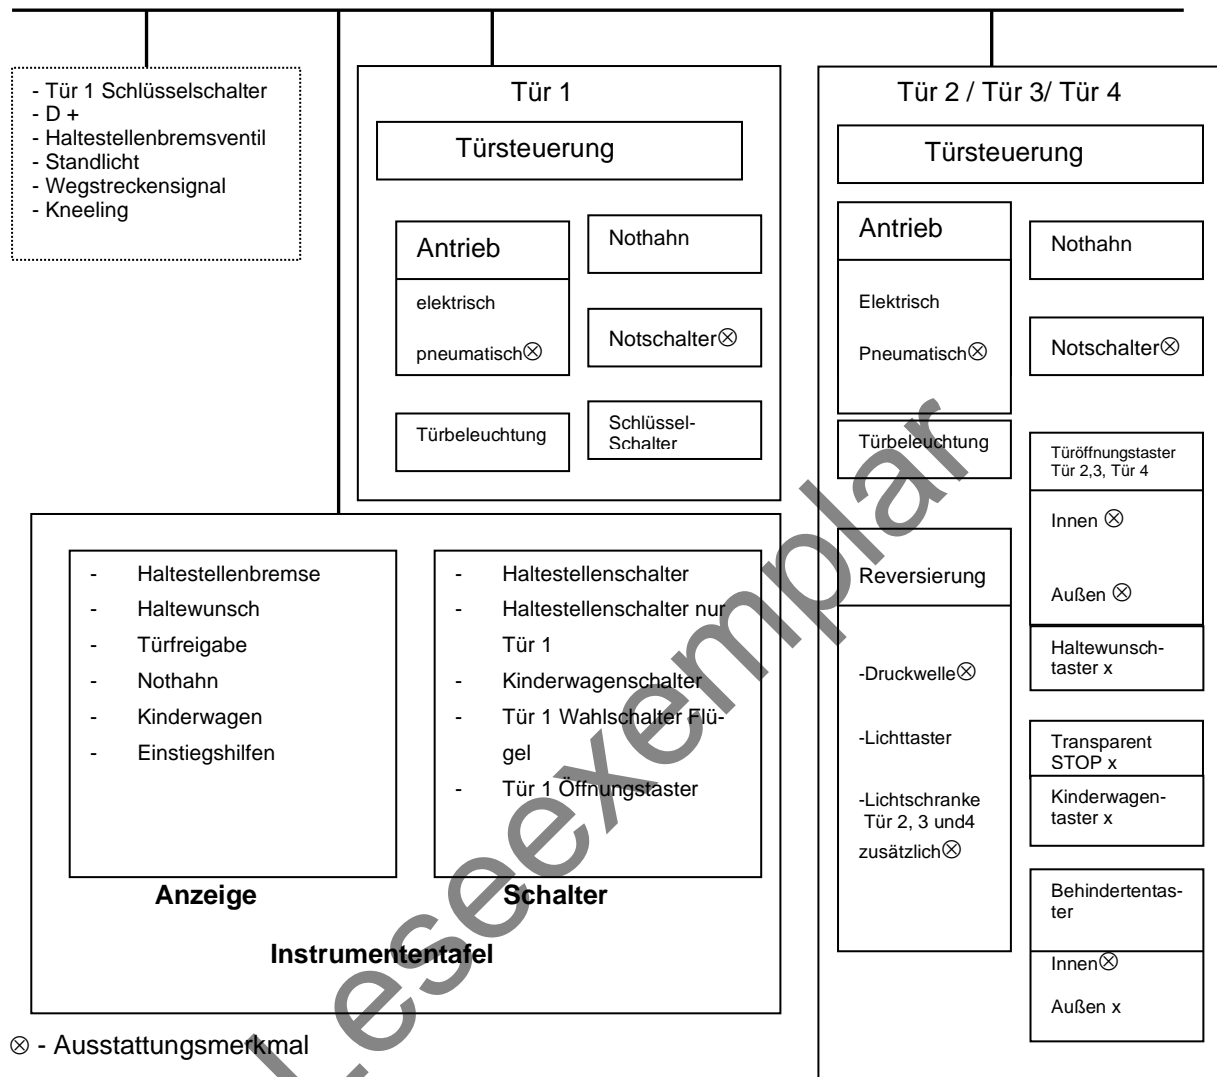 - Tür 1 Schlüsselschalter
- D +
- Haltestellenbremsventil
- Standlicht
- Wegstreckensignal
- Kneeling
Tür 1
Türsteuerung
Antrieb
elektrisch
pneumatisch⊗
Nothahn
Notschalter⊗
Türbeleuchtung
Schlüssel-
Schalter
Tür 2 / Tür 3/ Tür 4
Türsteuerung
Antrieb
Elektrisch
Pneumatisch⊗
Nothahn
Notschalter⊗
Türbeleuchtung
Türöffnungstaster
Tür 2,3, Tür 4
Innen ⊗
Außen ⊗
Reversierung
-Druckwelle⊗
-Lichttaster
-Lichtschranke
Tür 2, 3 und4
zusätzlich⊗
Haltewunsch-
taster x
Transparent
STOP x
Kinderwagen-
taster x
Behindertentas-
ter
Innen⊗
Außen x
- Haltestellenbremse
- Haltewunsch
- Türfreigabe
- Nothahn
- Kinderwagen
- Einstiegshilfen
Anzeige
- Haltestellenschalter
- Haltestellenschalter nur
Tür 1
- Kinderwagenschalter
- Tür 1 Wahlschalter Flü-
gel
- Tür 1 Öffnungstaster
Schalter
Instrumententafel
⊗ - Ausstattungsmerkmal
Leseexemplar